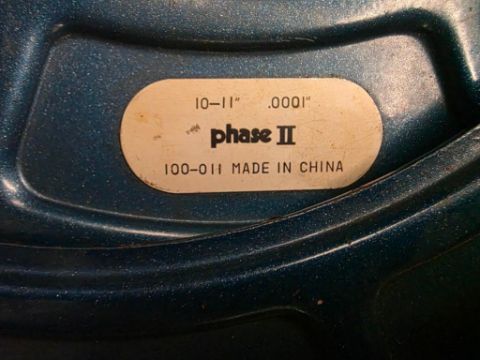 10-11" .0001"
phase II
100-011 MADE IN CHINA